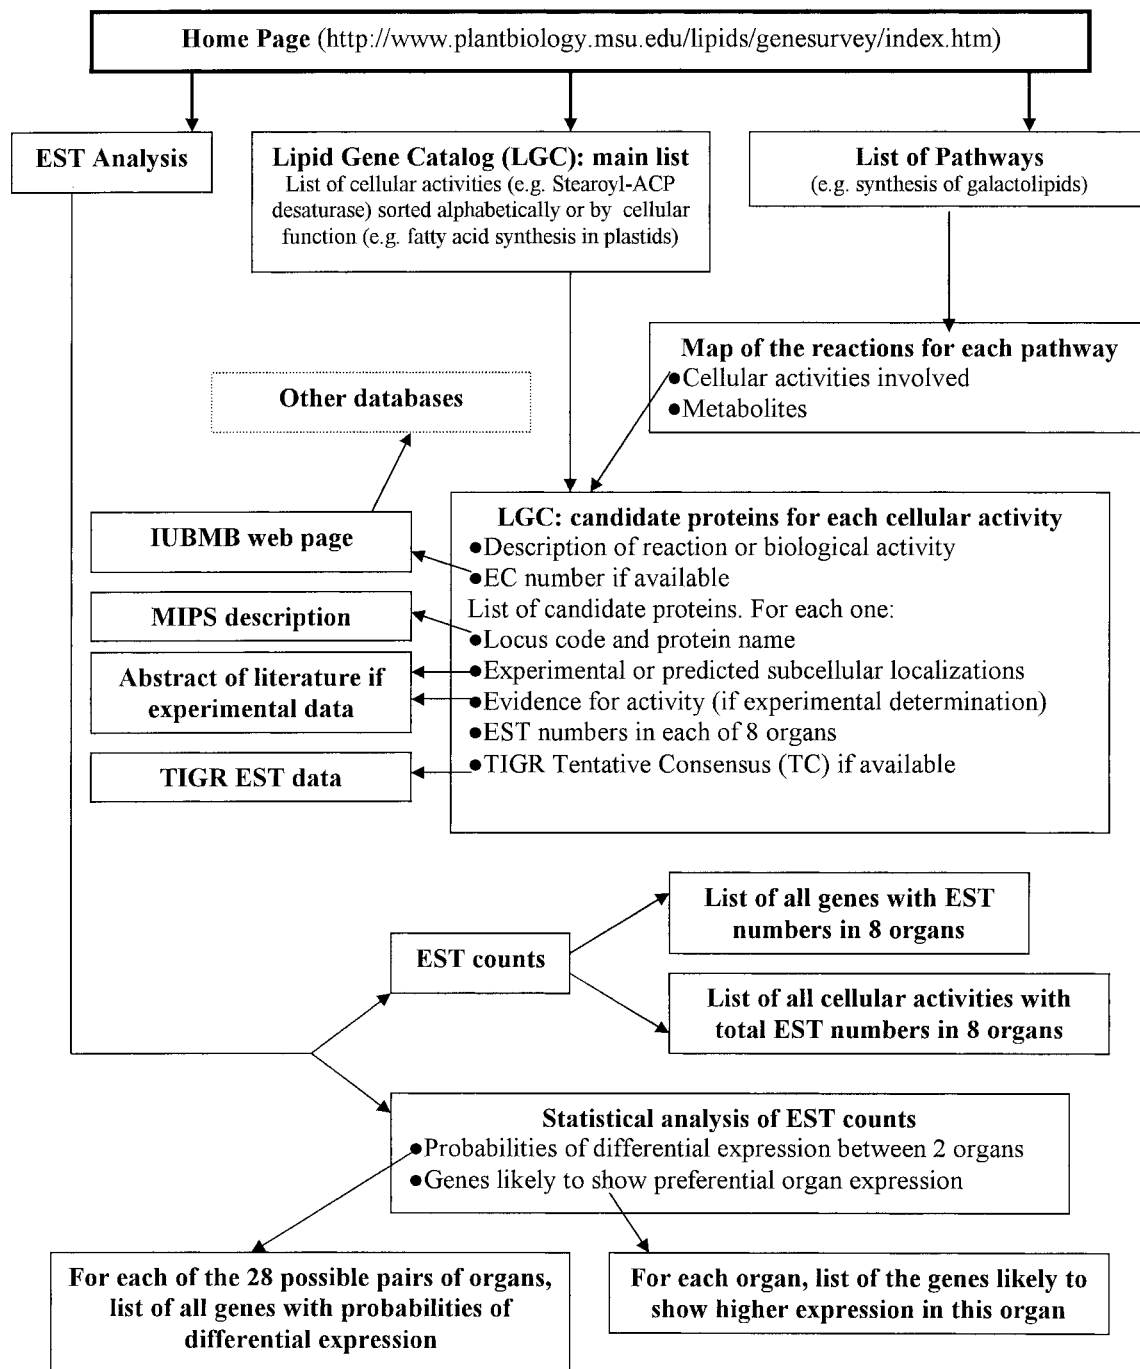 Home Page (http://www.plantbiology.msu.edu/lipids/genesurvey/index.htm)
EST Analysis
Lipid Gene Catalog (LGC): main list
List of cellular activities (e.g. Stearoyl-ACP
desaturase) sorted alphabetically or by cellular
function (e.g. fatty acid synthesis in plastids)
List of Pathways
(e.g. synthesis of galactolipids)
Map of the reactions for each pathway
●Cellular activities involved
●Metabolites
Other databases
IUBMB web page
MIPS description
Abstract of literature if
experimental data
TIGR EST data
LGC: candidate proteins for each cellular activity
●Description of reaction or biological activity
●EC number if available
List of candidate proteins. For each one:
●Locus code and protein name
●Experimental or predicted subcellular localizations
●Evidence for activity (if experimental determination)
●EST numbers in each of 8 organs
●TIGR Tentative Consensus (TC) if available
EST counts
List of all genes with EST
numbers in 8 organs
List of all cellular activities with
total EST numbers in 8 organs
Statistical analysis of EST counts
●Probabilities of differential expression between 2 organs
●Genes likely to show preferential organ expression
For each of the 28 possible pairs of organs,
list of all genes with probabilities of
differential expression
For each organ, list of the genes likely to
show higher expression in this organ